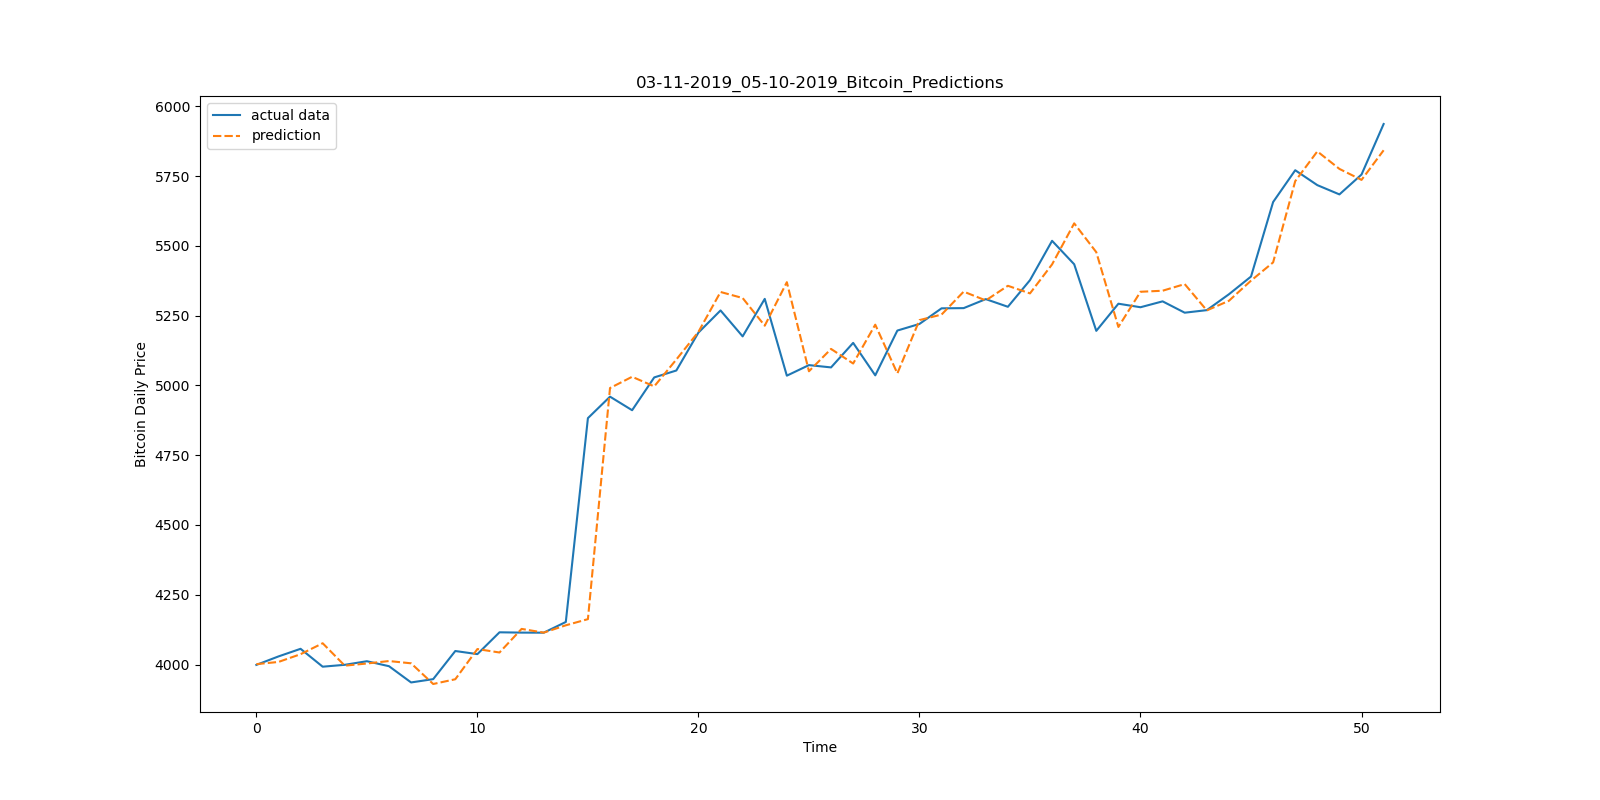 03-11-2019_05-10-2019_Bitcoin_Predictions
actual data
prediction
6000
5750
5500
5250
5000
4750
4500
4250
4000
Bitcoin Daily Price
0 10 20 30 40 50
Time